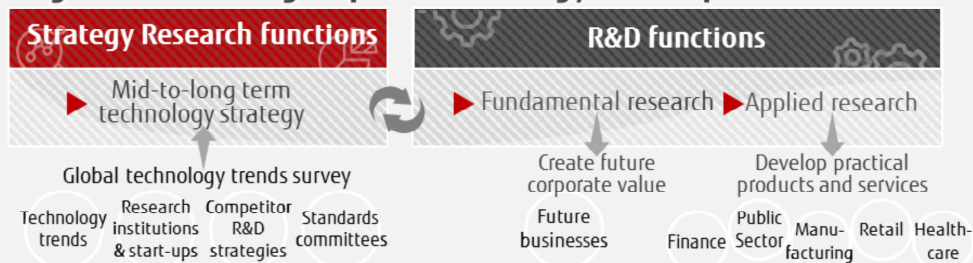 Strategy Research functions
R&D functions
Mid-to-long term
technology strategy
Fundamental research
Applied research
Global technology trends survey
Create future
corporate value
Develop practical
products and services
Technology
trends
Research
institutions
& start-ups
Competitor
R&D
strategies
Standards
committees
Future
businesses
Finance
Public
Sector
Manu-
facturing
Retail
Health-
care